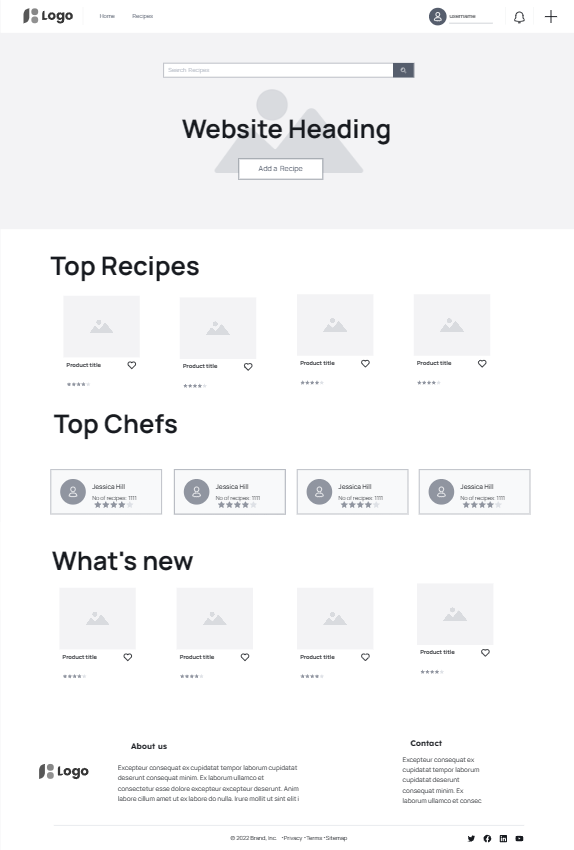 Logo
Home
Recipes
username
Search Recipes
Website Heading
Add a Recipe
Top Recipes
Product title
Product title
Product title
Product title
Top Chefs
Jessica Hill
No of recipes: 1111
Jessica Hill
No of recipes: 1111
Jessica Hill
No of recipes: 1111
Jessica Hill
No of recipes: 1111
What's new
Product title
Product title
Product title
Product title
Logo
About us
Excepteur consequat ex cupidatat tempor laborum cupidatat
deserunt consequat minim. Ex laborum ullamco et
consectetur esse dolore excepteur excepteur deserunt. Anim
labore cillum amet ut ex labore do nulla. Irure mollit ut sint elit i
Contact
Excepteur consequat ex
cupidatat tempor laborum
cupidatat deserunt
consequat minim. Ex
laborum ullamco et consec
© 2022 Brand, Inc. •Privacy •Terms •Sitemap